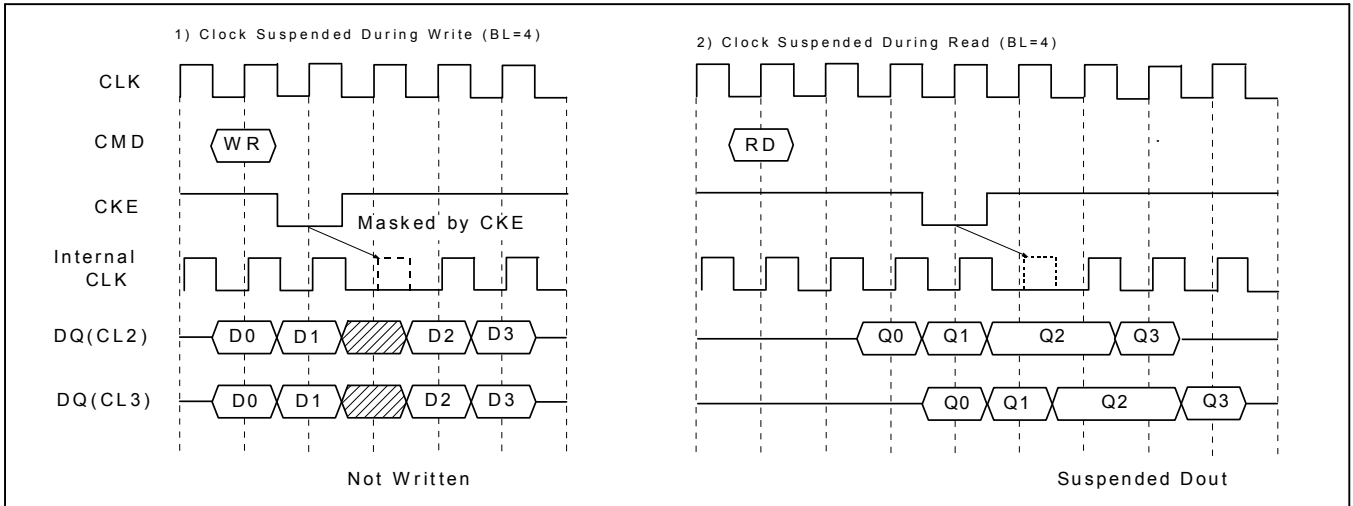 1) Clock Suspended During Write (BL=4)
2) Clock Suspended During Read (BL=4)
CLK
CMD
WR
RD
CKE
Masked by CKE
Internal
CLK
DQ(CL2)
D0 D1 D2 D3
Q0 Q1 Q2 Q3
DQ(CL3)
D0 D1 D2 D3
Q0 Q1 Q2 Q3
Not Written
Suspended Dout